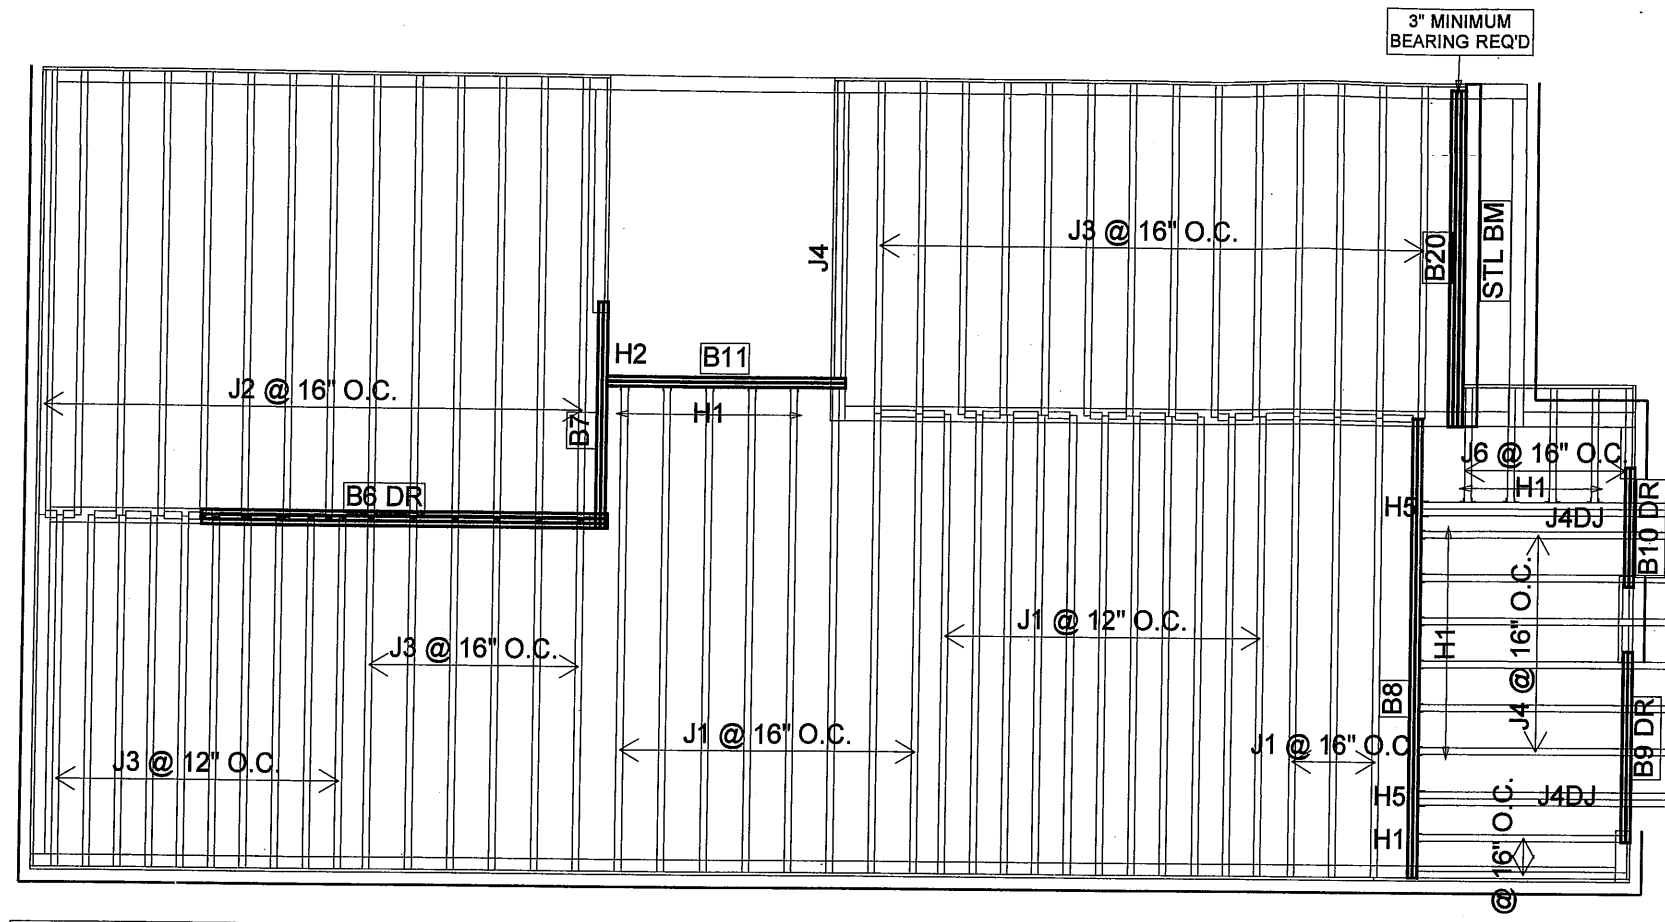 3" MINIMUM
BEARING REQ'D
J3 @ 16" O.C.
J4
B20
STL BM
H2
B11
J2 @ 16" O.C.
H1
B7
J6 @ 16" O.C.
H1
B6 DR
H5
J4DJ
B10 DR
J1 @ 12" O.C.
J3 @ 16" O.C.
H1
J4 @ 16" O.C.
B8
J1 @ 16" O.C.
J1 @ 16" O.C
B9 DR
J3 @ 12" O.C.
H5
J4DJ
H1
@ 16" O.C.